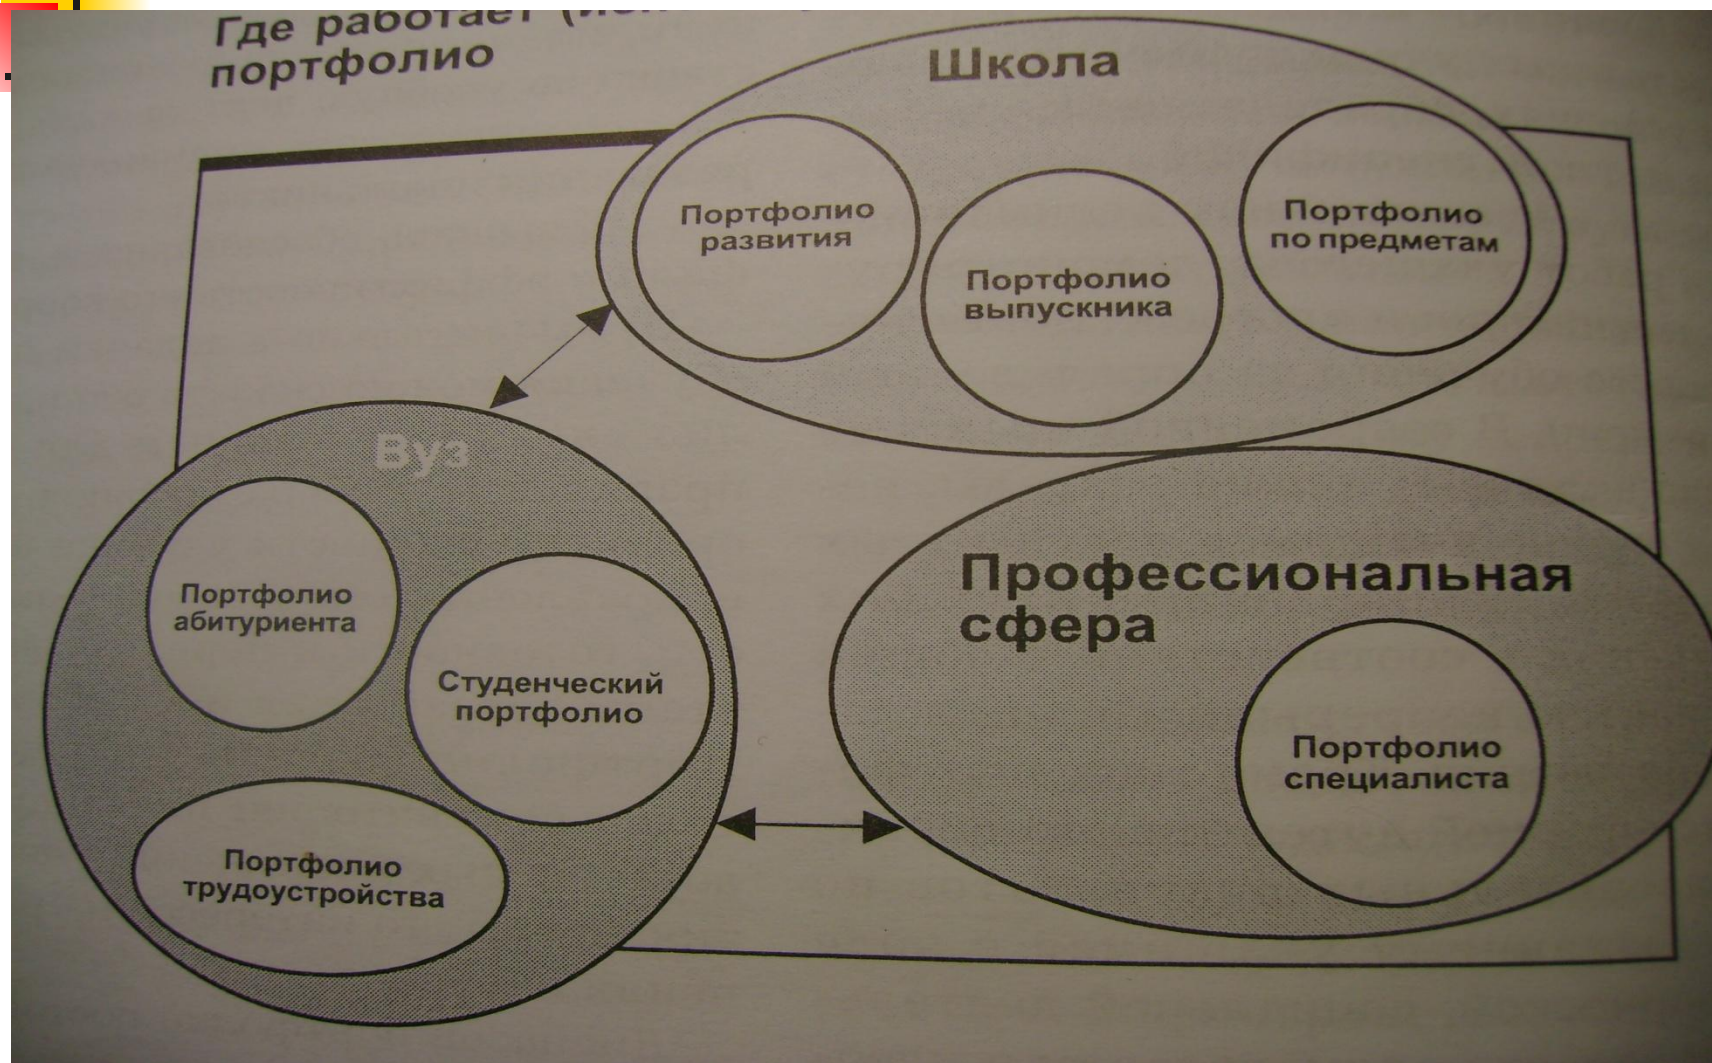 Где работает
портфолио
Школа
Портфолио
развития
Портфолио
выпускника
Портфолио
по предметам
Вуз
Портфолио
абитуриента
Студенческий
портфолио
Портфолио
трудоустройства
Профессиональная
сфера
Портфолио
специалиста